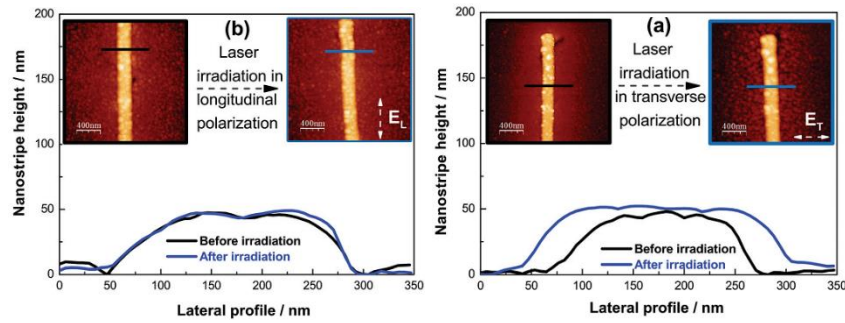 (b)
Laser
irradiation in
longitudinal
polarization
400nm
400nm
E_L
200
150
100
50
0
Nanostripe height / nm
Before irradiation
After irradiation
0 50 100 150 200 250 300 350
Lateral profile / nm
(a)
Laser
irradiation
in transverse
polarization
400nm
400nm
E_T
200
150
100
50
0
Nanostripe height / nm
Before irradiation
After irradiation
0 50 100 150 200 250 300 350
Lateral profile / nm